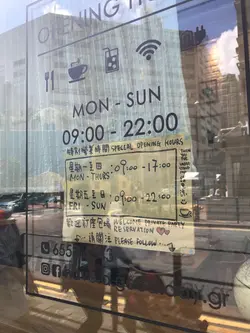 OPENING H
MON - SUN
09:00 - 22:00
特別營業時間 SPECIAL OPENING HOURS
星期一至四 : 09:00 - 17:00
MON - THURS
星期五至日 : 09:00 - 22:00
FRI - SUN
歡迎訂座包場 WELCOME PRIVATE PARTY
RESERVATION
請關注 PLEASE FOLLOW
685
.gr